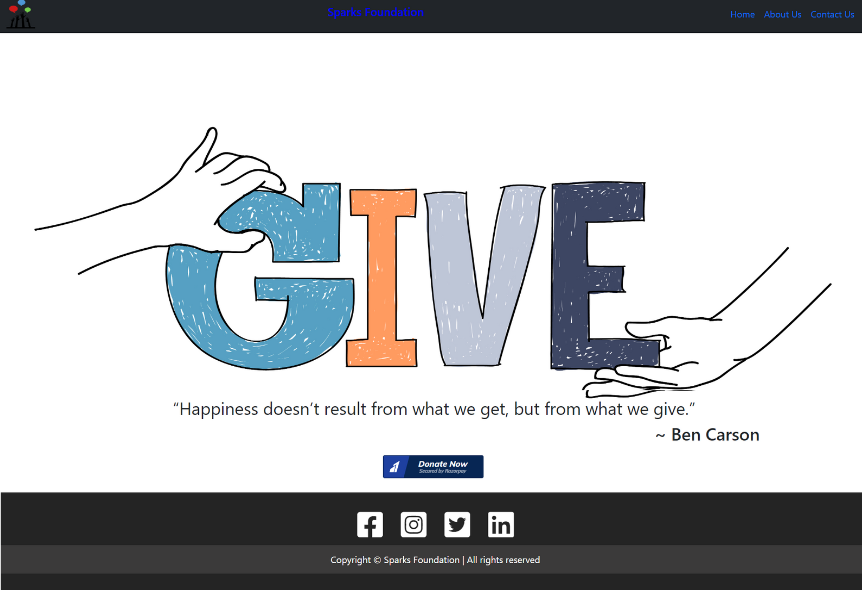 Sparks Foundation
Home About Us Contact Us
GIVE
“Happiness doesn’t result from what we get, but from what we give.”
~ Ben Carson
Donate Now
Secured by Razorpay
Copyright © Sparks Foundation | All rights reserved